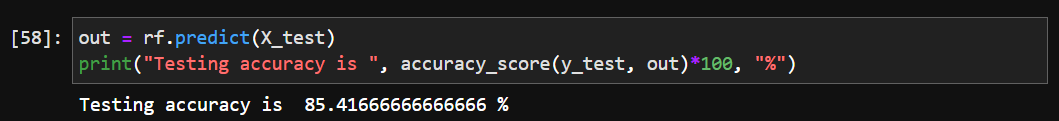 [58]: out = rf.predict(X_test)
print("Testing accuracy is ", accuracy_score(y_test, out)*100, "%")
Testing accuracy is  85.41666666666666 %